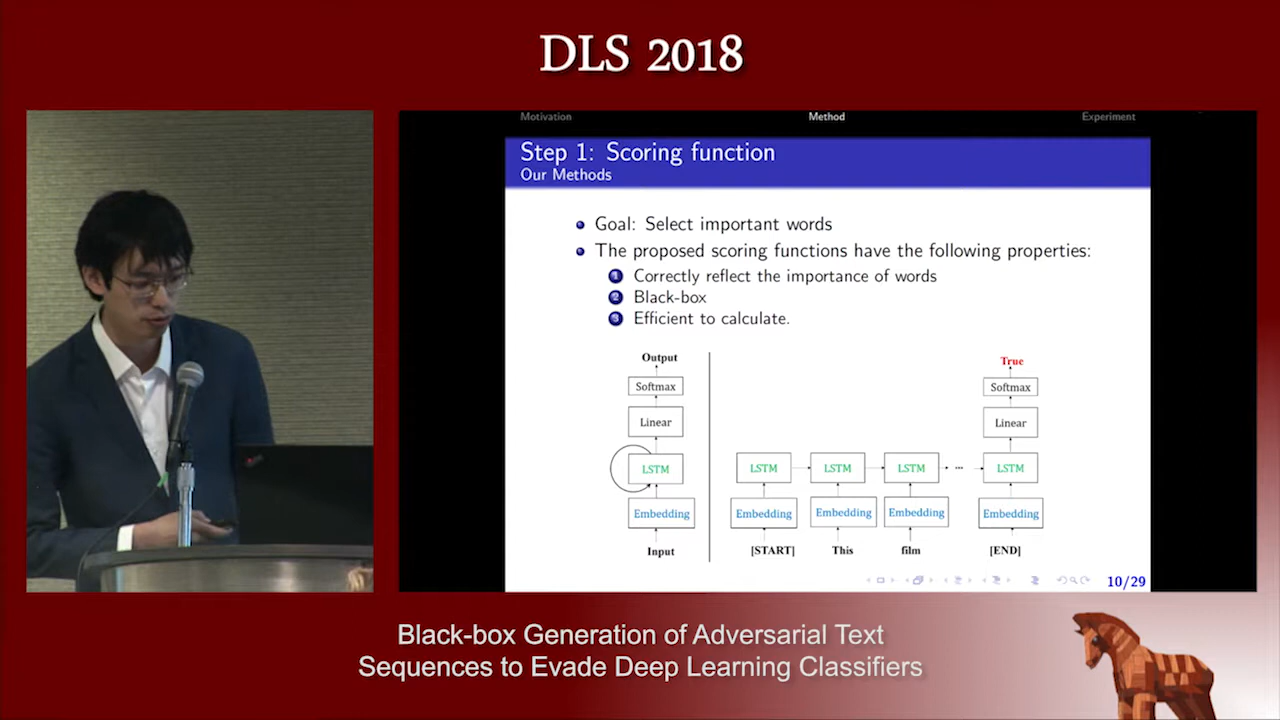 DLS 2018
Motivation
Method
Experiment
Step 1: Scoring function
Our Methods
Goal: Select important words
The proposed scoring functions have the following properties:
1 Correctly reflect the importance of words
2 Black-box
3 Efficient to calculate.
Output
Softmax
Linear
LSTM
Embedding
Input
True
Softmax
Linear
LSTM LSTM LSTM ... LSTM
Embedding Embedding Embedding Embedding
[START] This film [END]
10/29
Black-box Generation of Adversarial Text
Sequences to Evade Deep Learning Classifiers